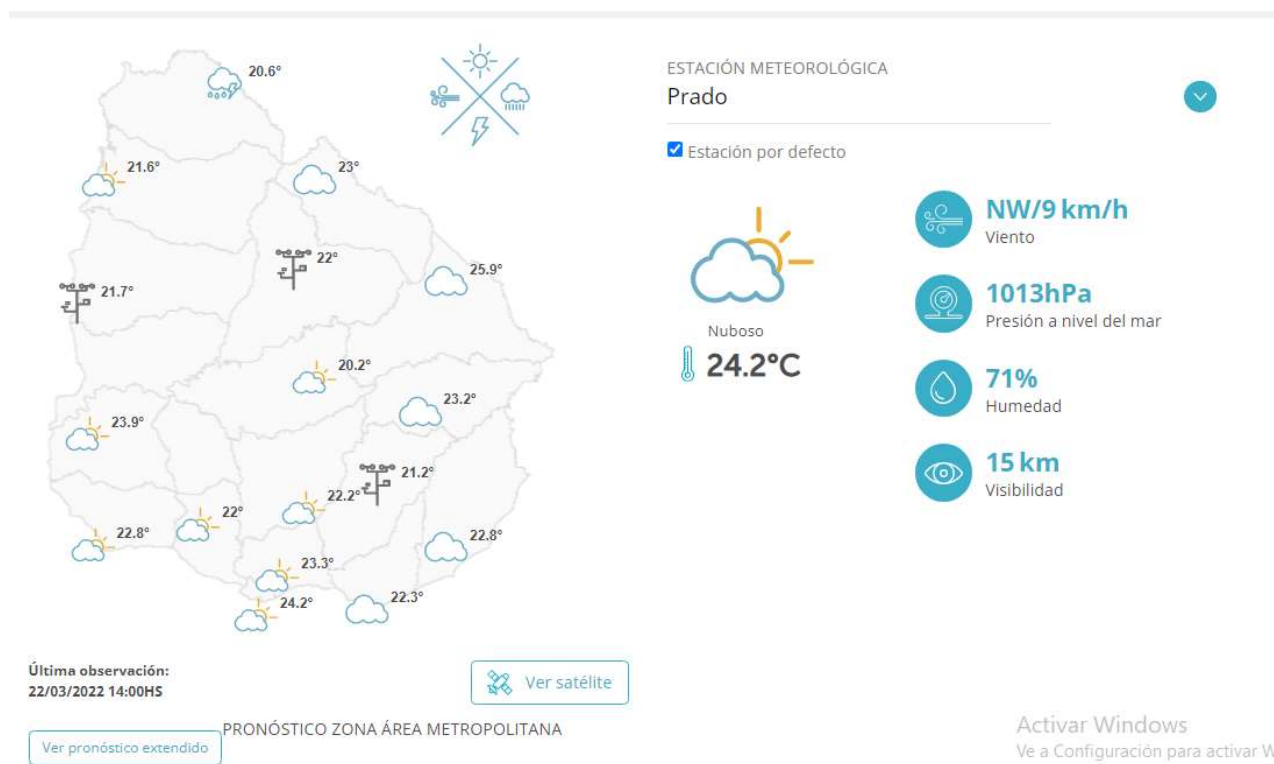 20.6°
21.6°
23°
22°
25.9°
21.7°
20.2°
23.2°
23.9°
21.2°
22.2°
22°
22.8°
22.8°
23.3°
24.2°
22.3°
Última observación:
22/03/2022 14:00HS
Ver satélite
PRONÓSTICO ZONA ÁREA METROPOLITANA
Ver pronóstico extendido
ESTACIÓN METEOROLÓGICA
Prado
Estación por defecto
Nuboso
24.2°C
NW/9 km/h
Viento
1013hPa
Presión a nivel del mar
71%
Humedad
15 km
Visibilidad
Activar Windows
Ve a Configuración para activar W